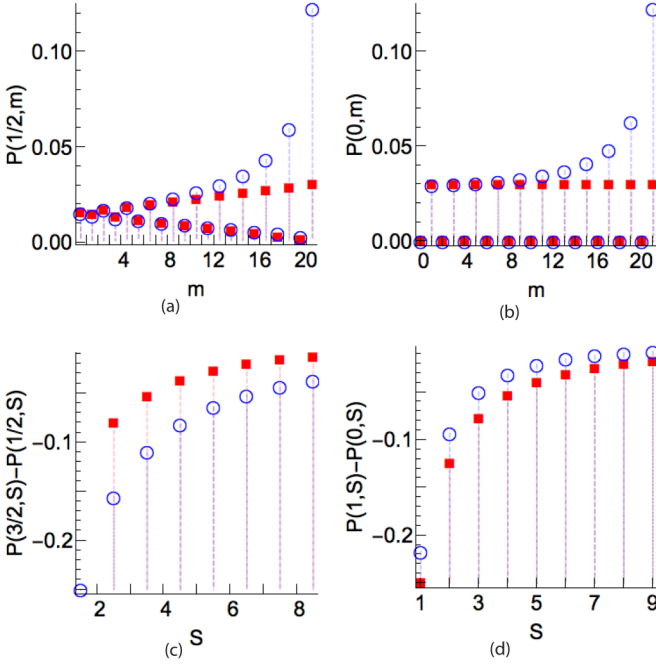 0.10
0.05
0.00
P(1/2,m)
4 8 12 16 20
m
(a)
0.10
0.05
0.00
P(0,m)
0 4 8 12 16 20
m
(b)
-0.1
-0.2
P(3/2,S)-P(1/2,S)
2 4 6 8
S
(c)
-0.1
-0.2
P(1,S)-P(0,S)
1 3 5 7 9
S
(d)